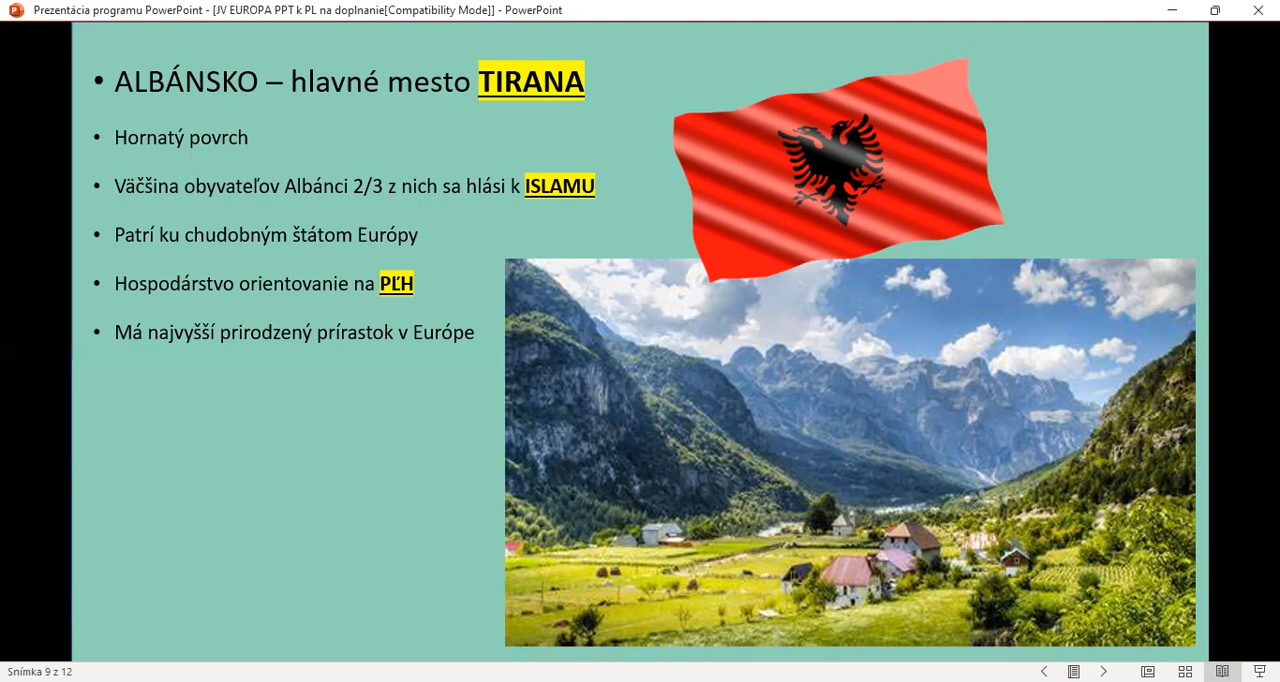 Prezentácia programu PowerPoint - [JV EUROPA PPT k PL na doplnanie[Compatibility Mode]] - PowerPoint
• ALBÁNSKO – hlavné mesto TIRANA
• Hornatý povrch
• Väčšina obyvateľov Albánci 2/3 z nich sa hlási k ISLAMU
• Patrí ku chudobným štátom Európy
• Hospodárstvo orientovanie na PĽH
• Má najvyšší prirodzený prírastok v Európe
Snímka 9 z 12